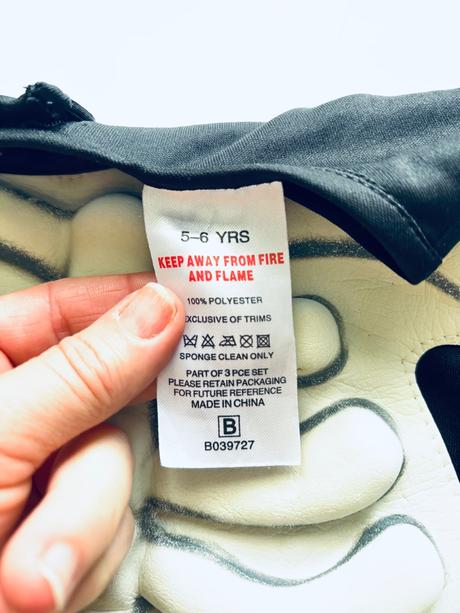 5–6 YRS
KEEP AWAY FROM FIRE
AND FLAME
100% POLYESTER
EXCLUSIVE OF TRIMS
SPONGE CLEAN ONLY
PART OF 3 PCE SET
PLEASE RETAIN PACKAGING
FOR FUTURE REFERENCE
MADE IN CHINA
B
B039727